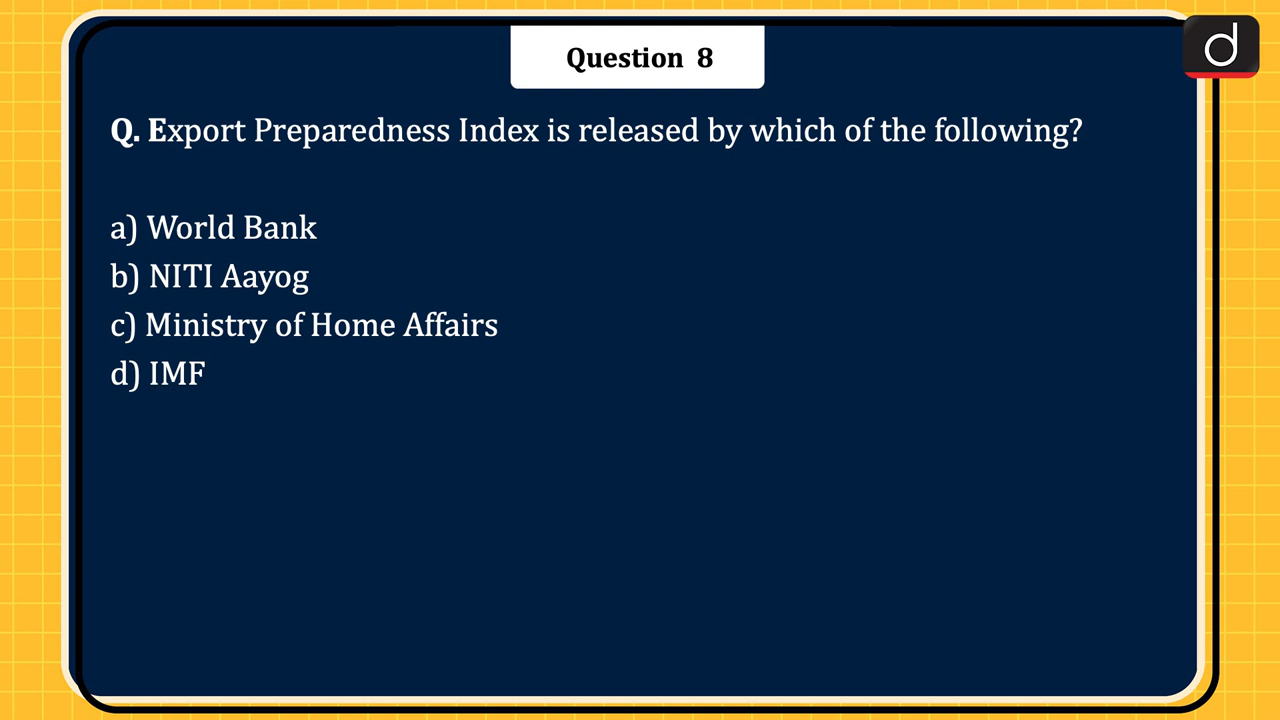 Question 8
d
Q. Export Preparedness Index is released by which of the following?
a) World Bank
b) NITI Aayog
c) Ministry of Home Affairs
d) IMF